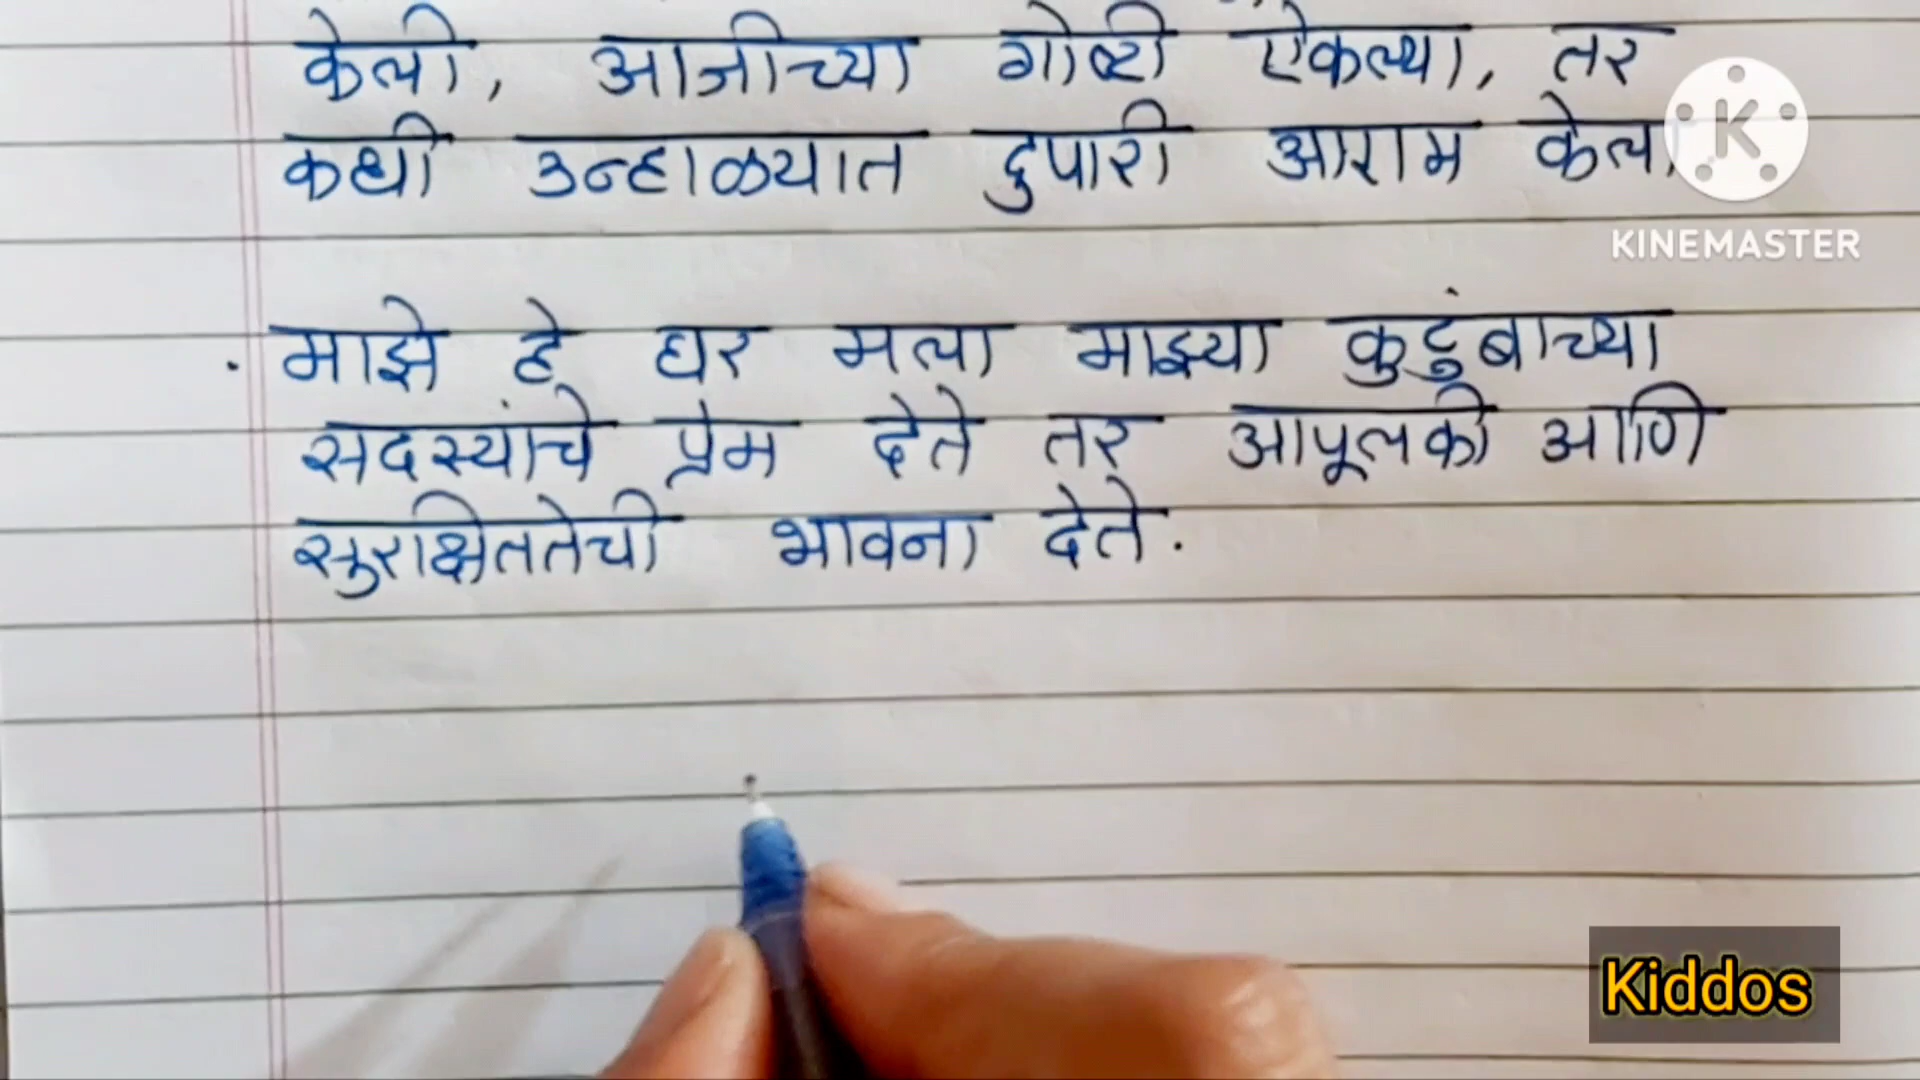 केली, आजीच्या गोष्टी ऐकल्या, तर
कधी उन्हाळ्यात दुपारी आराम केला
KINEMASTER
माझे हे घर मला माझ्या कुटुंबाच्या
सदस्यांचे प्रेम देते तर आपूलकी आणि
सुरक्षिततेची भावना देते.
Kiddos